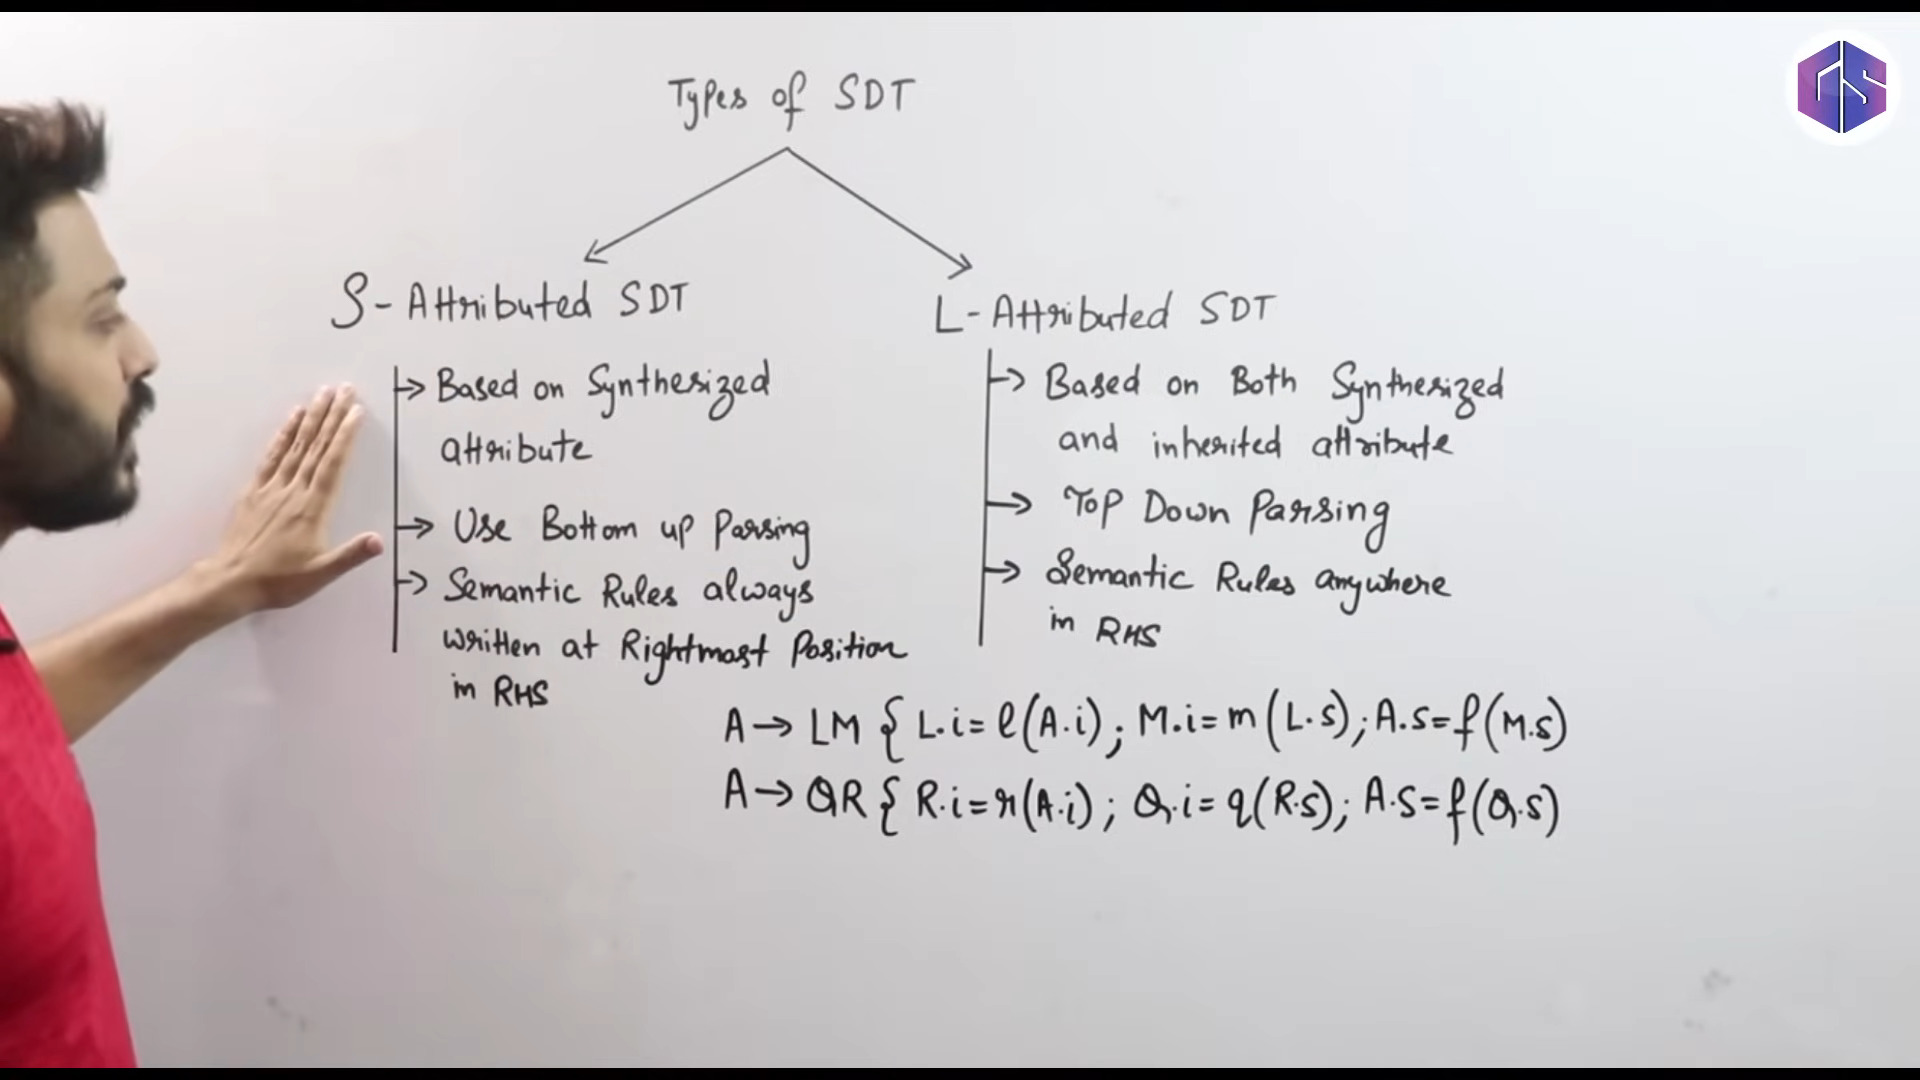 Types of SDT
S-Attributed SDT
→ Based on Synthesized
attribute
→ Use Bottom up Parsing
→ Semantic Rules always
written at Rightmost Position
in RHS
L-Attributed SDT
→ Based on Both Synthesized
and inherited attribute
→ Top Down Parsing
→ Semantic Rules anywhere
in RHS
A → LM { L.i = l(A.i); M.i = m(L.s); A.s = f(M.s)
A → QR { R.i = r(A.i); Q.i = q(R.s); A.s = f(Q.s)